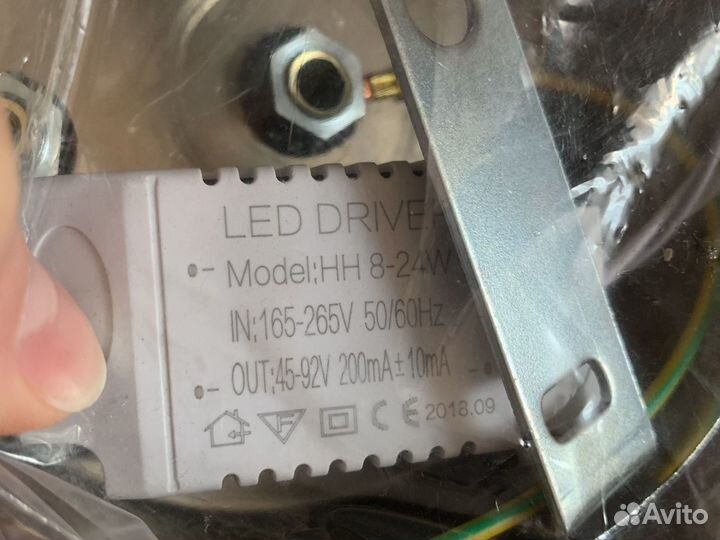 LED DRIVER
Model:HH 8-24W
IN:165-265V 50/60Hz
OUT:45-92V 200mA±10mA
F CE 2018.09
Avito